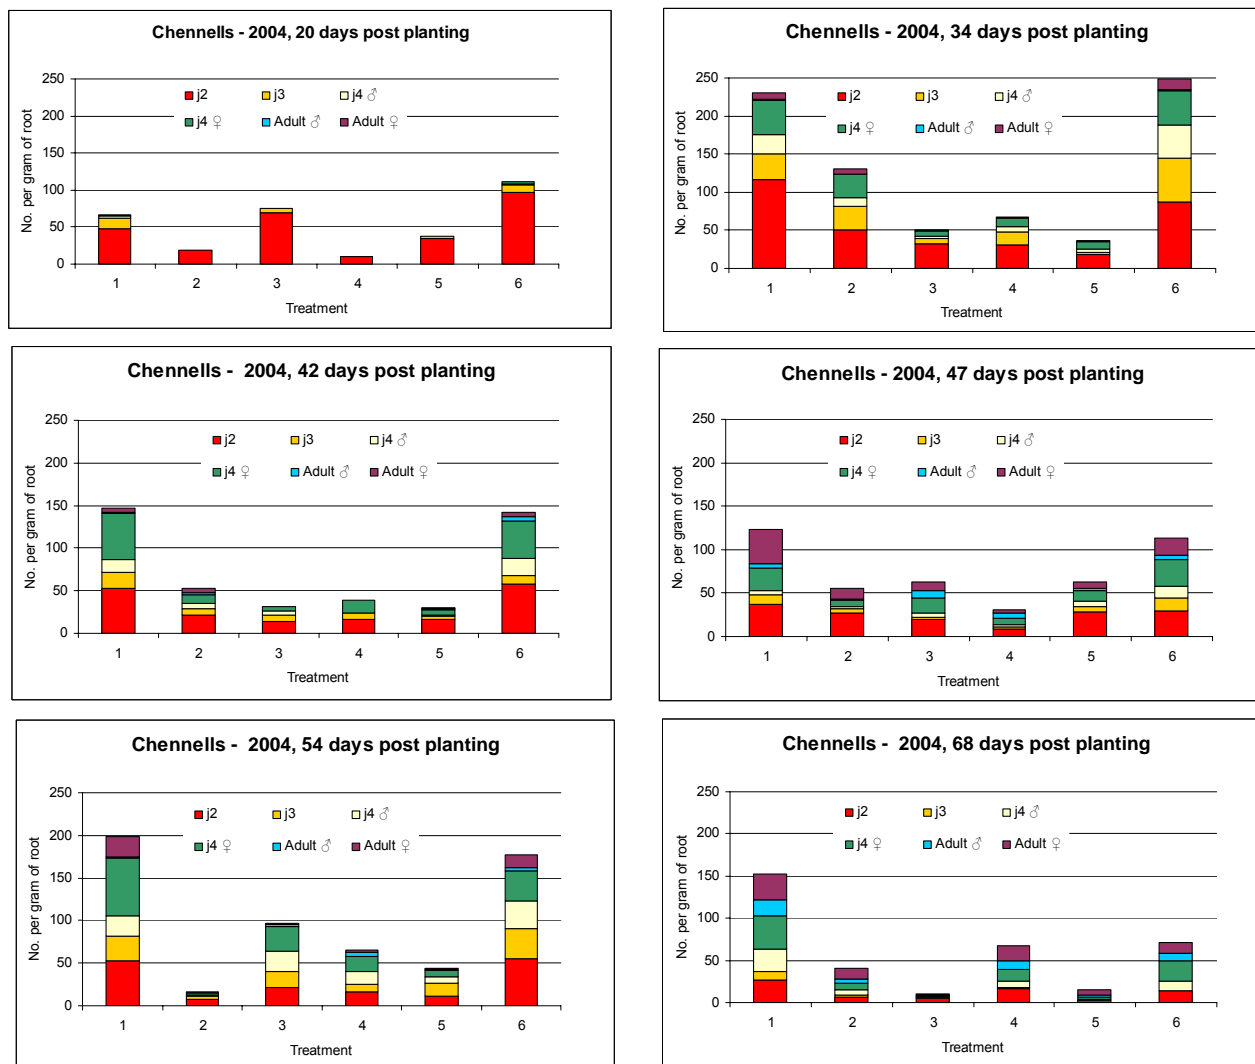 Chennells - 2004, 20 days post planting
250
200
150
100
50
0
No. per gram of root
j2 j3 j4 ♂
j4 ♀ Adult ♂ Adult ♀
1 2 3 4 5 6
Treatment
Chennells - 2004, 34 days post planting
250
200
150
100
50
0
No. per gram of root
j2 j3 j4 ♂
j4 ♀ Adult ♂ Adult ♀
1 2 3 4 5 6
Treatment
Chennells - 2004, 42 days post planting
250
200
150
100
50
0
No. per gram of root
j2 j3 j4 ♂
j4 ♀ Adult ♂ Adult ♀
1 2 3 4 5 6
Treatment
Chennells - 2004, 47 days post planting
250
200
150
100
50
0
No. per gram of root
j2 j3 j4 ♂
j4 ♀ Adult ♂ Adult ♀
1 2 3 4 5 6
Treatment
Chennells - 2004, 54 days post planting
250
200
150
100
50
0
No. per gram of root
j2 j3 j4 ♂
j4 ♀ Adult ♂ Adult ♀
1 2 3 4 5 6
Treatment
Chennells - 2004, 68 days post planting
250
200
150
100
50
0
No. per gram of root
j2 j3 j4 ♂
j4 ♀ Adult ♂ Adult ♀
1 2 3 4 5 6
Treatment